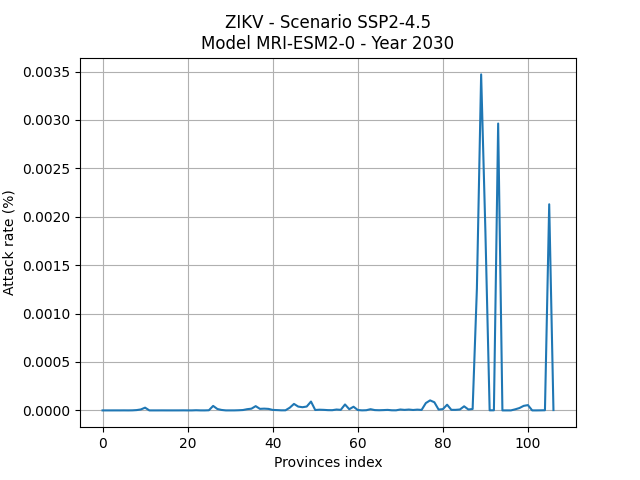 ZIKV - Scenario SSP2-4.5
Model MRI-ESM2-0 - Year 2030
Attack rate (%)
0.0035
0.0030
0.0025
0.0020
0.0015
0.0010
0.0005
0.0000
0 20 40 60 80 100
Provinces index